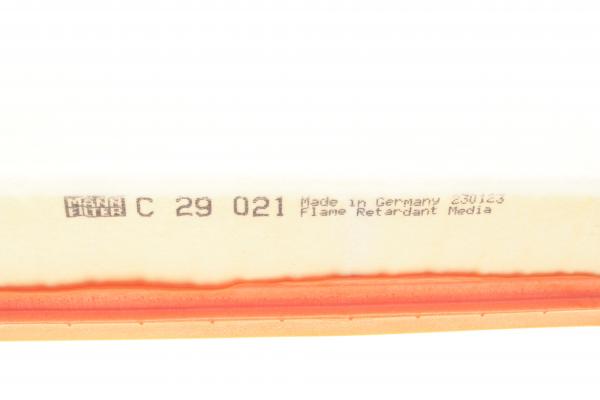 MANN
FILTER
C 29 021
Made in Germany 230123
Flame Retardant Media